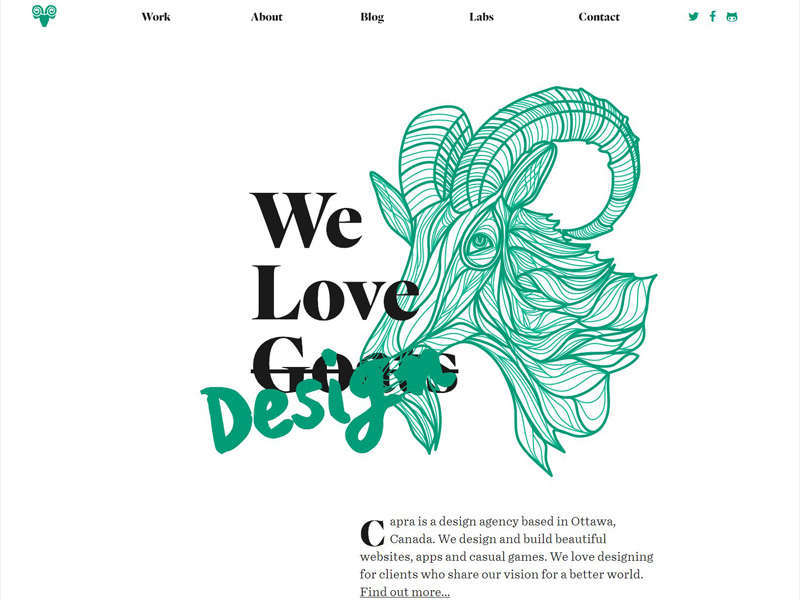 Work About Blog Labs Contact
We
Love
Goats
Design
Capra is a design agency based in Ottawa,
Canada. We design and build beautiful
websites, apps and casual games. We love designing
for clients who share our vision for a better world.
Find out more...